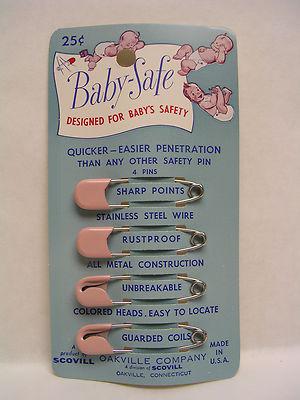 25¢
Baby-Safe
DESIGNED FOR BABY'S SAFETY
QUICKER—EASIER PENETRATION
THAN ANY OTHER SAFETY PIN
4 PINS
SHARP POINTS
STAINLESS STEEL WIRE
RUSTPROOF
ALL METAL CONSTRUCTION
UNBREAKABLE
COLORED HEADS. EASY TO LOCATE
GUARDED COILS
A
product of
SCOVILL
OAKVILLE COMPANY
A division of SCOVILL
OAKVILLE, CONNECTICUT
MADE
IN
U.S.A.